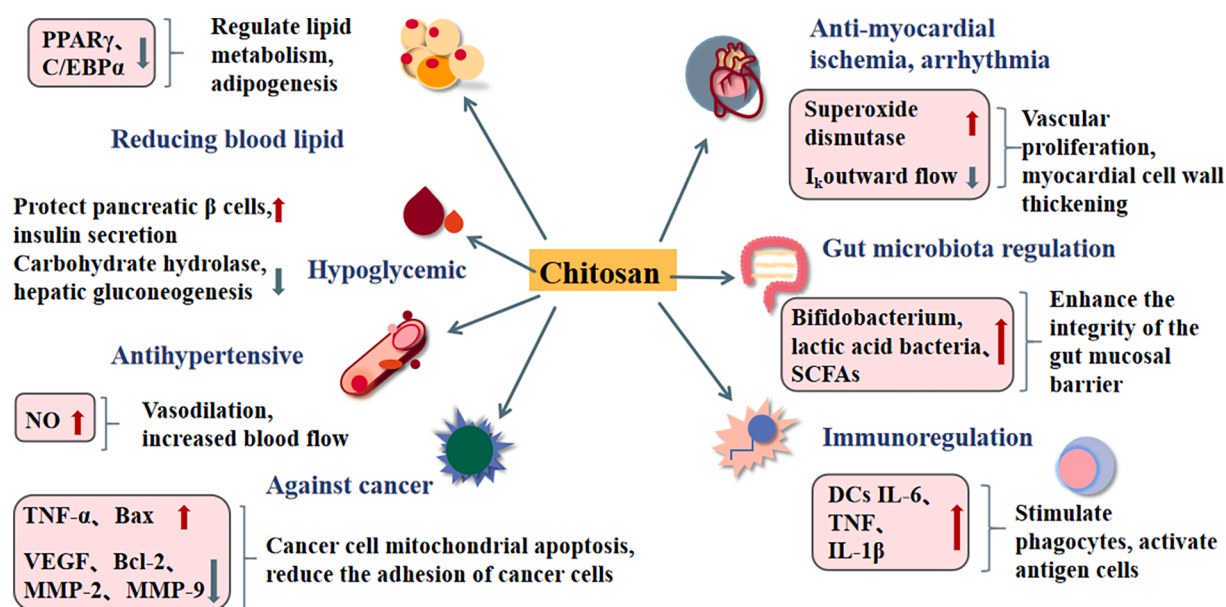 PPARγ、
C/EBPα
Regulate lipid
metabolism,
adipogenesis
Reducing blood lipid
Anti-myocardial
ischemia, arrhythmia
Superoxide
dismutase
Iₖoutward flow
Vascular
proliferation,
myocardial cell wall
thickening
Protect pancreatic β cells,
insulin secretion
Carbohydrate hydrolase,
hepatic gluconeogenesis
Hypoglycemic
Chitosan
Gut microbiota regulation
Bifidobacterium,
lactic acid bacteria、
SCFAs
Enhance the
integrity of the
gut mucosal
barrier
Antihypertensive
NO
Vasodilation,
increased blood flow
Immunoregulation
DCs IL-6、
TNF、
IL-1β
Stimulate
phagocytes, activate
antigen cells
Against cancer
TNF-α、 Bax
VEGF、 Bcl-2、
MMP-2、 MMP-9
Cancer cell mitochondrial apoptosis,
reduce the adhesion of cancer cells